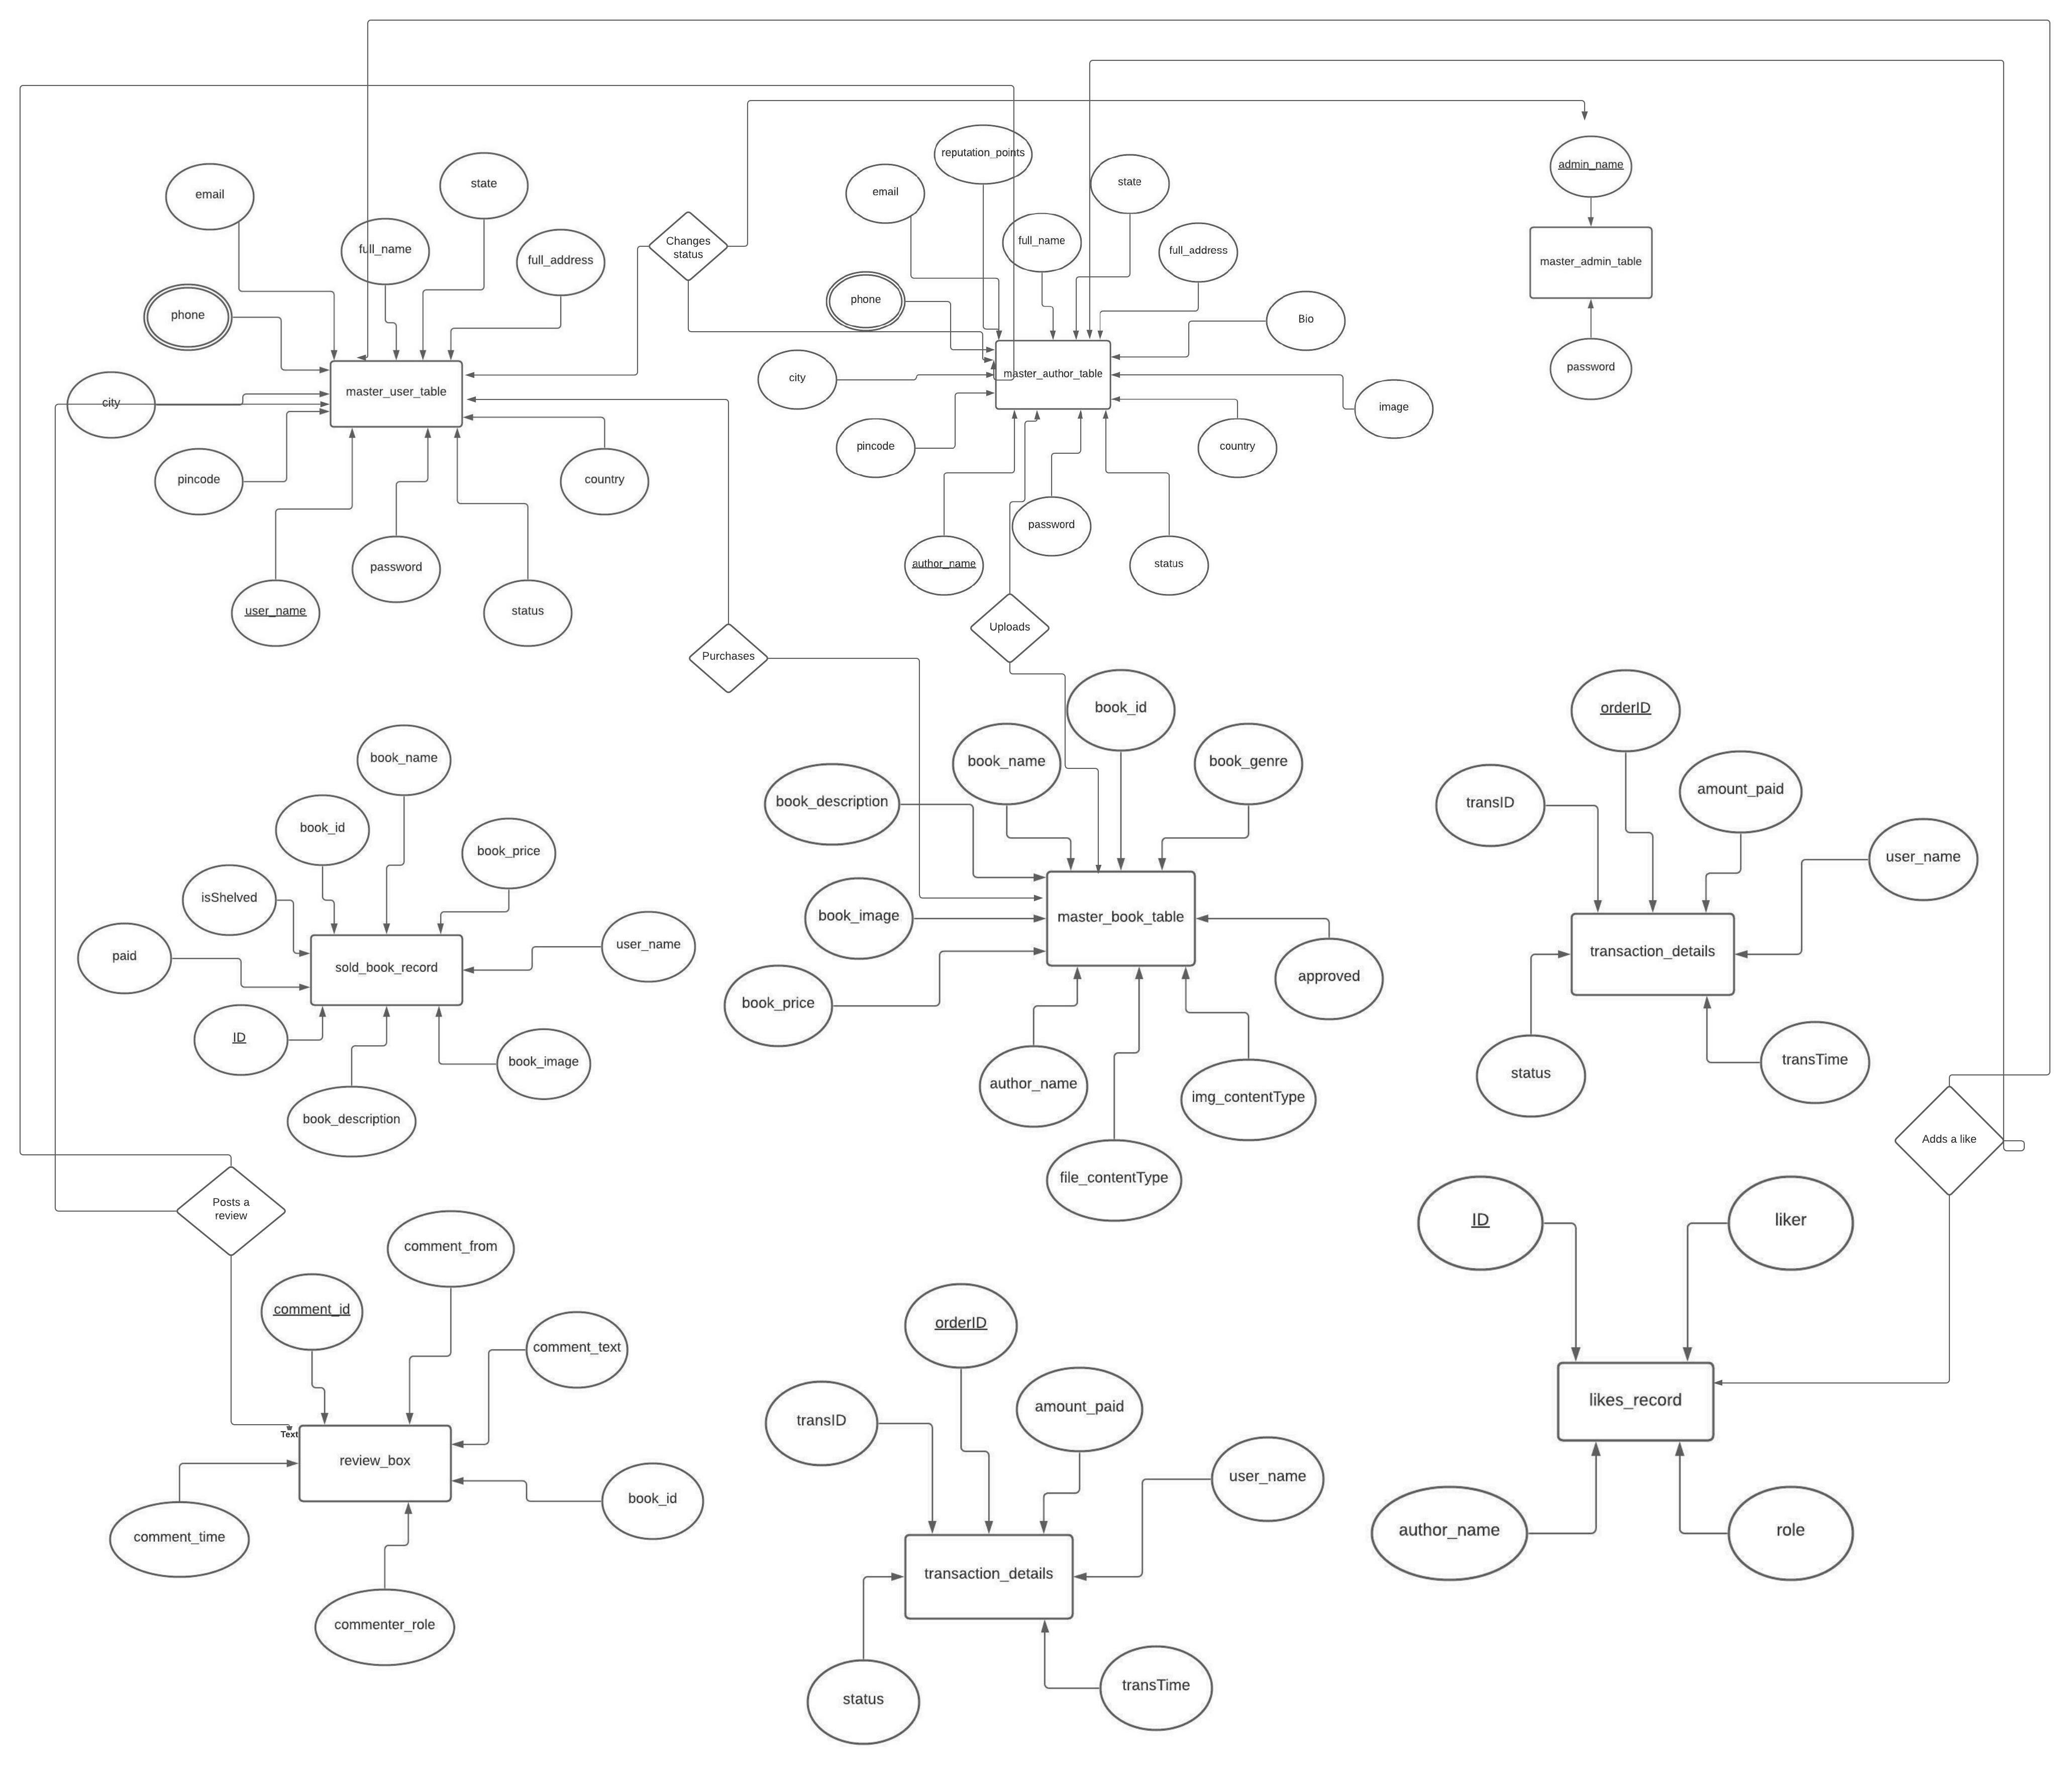 reputation_points
admin_name
state
state
email
email
full_name
Changes
status
full_name
full_address
full_address
master_admin_table
phone
phone
Bio
master_user_table
master_author_table
city
city
password
image
pincode
country
pincode
country
password
password
user_name
status
author_name
status
Uploads
Purchases
book_id
orderID
book_name
book_name
book_genre
transID
amount_paid
book_description
book_id
book_price
user_name
isShelved
book_image
master_book_table
paid
sold_book_record
user_name
approved
transaction_details
book_price
ID
book_image
author_name
img_contentType
status
transTime
book_description
file_contentType
Adds a like
Posts a
review
ID
liker
comment_from
comment_id
comment_text
orderID
Text
review_box
transID
amount_paid
likes_record
user_name
book_id
comment_time
author_name
role
commenter_role
transaction_details
status
transTime